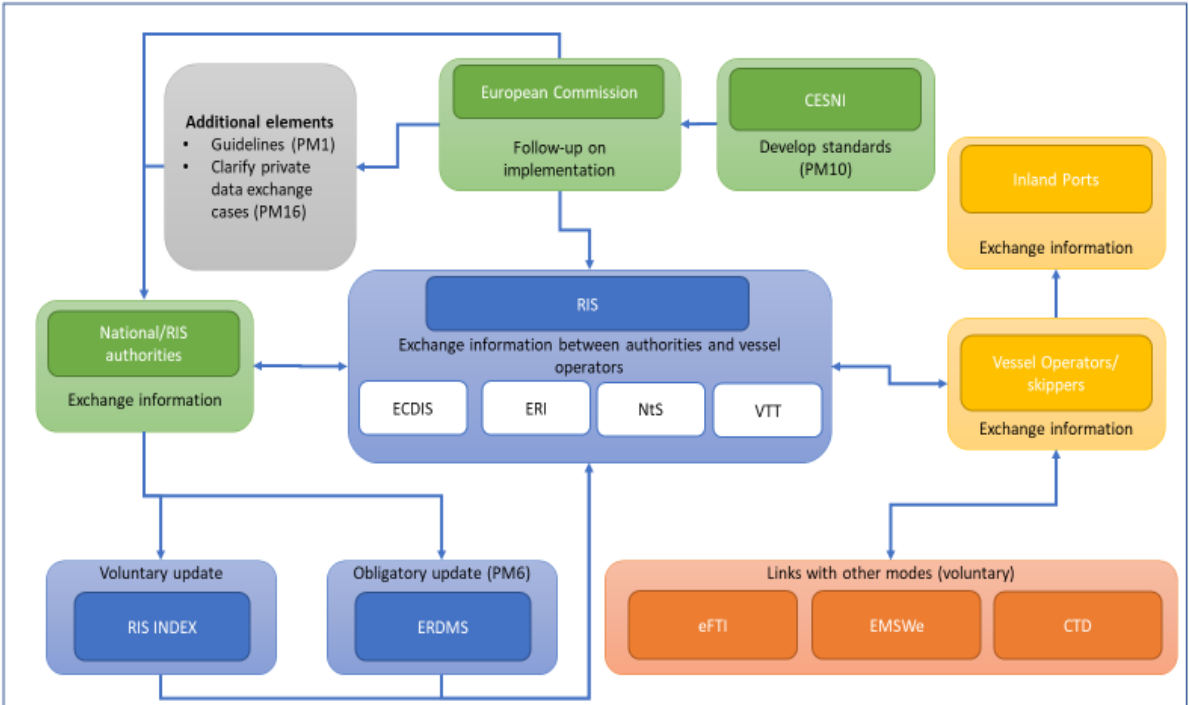 European Commission
Follow-up on
implementation
CESNI
Develop standards
(PM10)
Additional elements
• Guidelines (PM1)
• Clarify private
data exchange
cases (PM16)
Inland Ports
Exchange information
National/RIS
authorities
Exchange information
RIS
Exchange information between authorities and vessel
operators
ECDIS
ERI
NtS
VTT
Vessel Operators/
skippers
Exchange information
Voluntary update
RIS INDEX
Obligatory update (PM6)
ERDMS
Links with other modes (voluntary)
eFTI
EMSWe
CTD